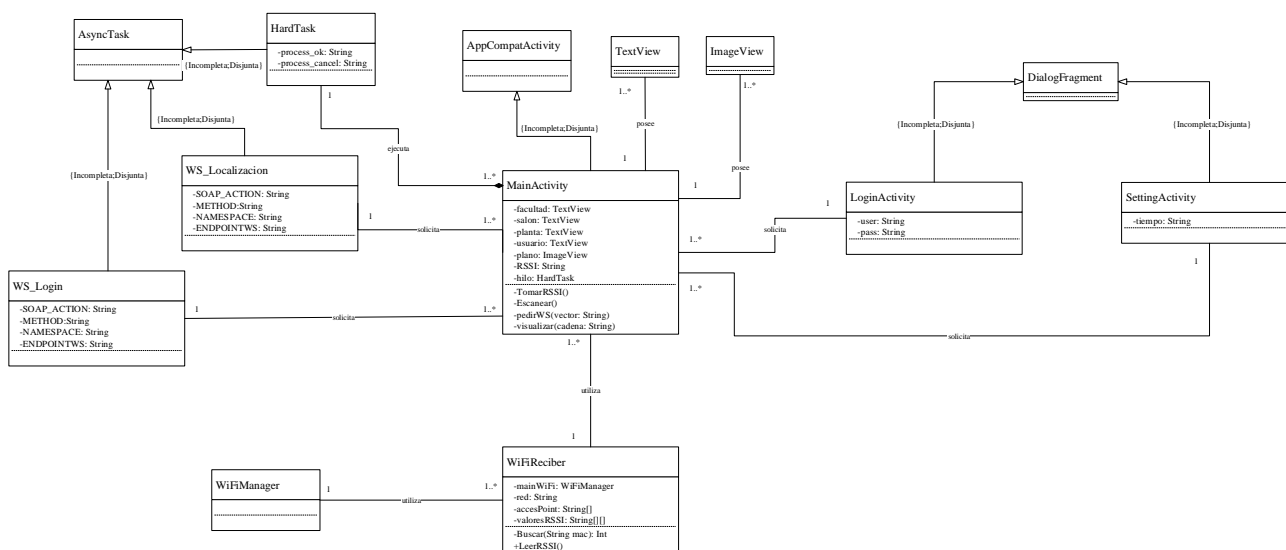 AsyncTask
HardTask
-process_ok: String
-process_cancel: String
{Incompleta;Disjunta}
1
AppCompatActivity
TextView
1..*
ImageView
1..*
DialogFragment
{Incompleta;Disjunta}
{Incompleta;Disjunta}
{Incompleta;Disjunta}
{Incompleta;Disjunta}
{Incompleta;Disjunta}
posee
posee
ejecuta
1..*
1
1
WS_Localizacion
-SOAP_ACTION: String
-METHOD:String
-NAMESPACE: String
-ENDPOINTWS: String
1
solicita
1..*
MainActivity
-facultad: TextView
-salon: TextView
-planta: TextView
-usuario: TextView
-plano: ImageView
-RSSI: String
-hilo: HardTask
-TomarRSSI()
-Escanear()
-pedirWS(vector: String)
-visualizar(cadena: String)
LoginActivity
-user: String
-pass: String
1
solicita
1..*
SettingActivity
-tiempo: String
1
solicita
1..*
WS_Login
-SOAP_ACTION: String
-METHOD:String
-NAMESPACE: String
-ENDPOINTWS: String
1
solicita
1..*
1..*
utiliza
1
WiFiManager
1
utiliza
1..*
WiFiReciber
-mainWiFi: WiFiManager
-red: String
-accesPoint: String[]
-valoresRSSI: String[][]
-Buscar(String mac): Int
+LeerRSSI()